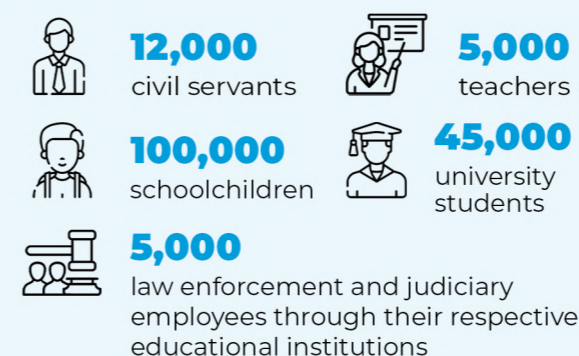 12,000
civil servants
5,000
teachers
100,000
schoolchildren
45,000
university
students
5,000
law enforcement and judiciary
employees through their respective
educational institutions